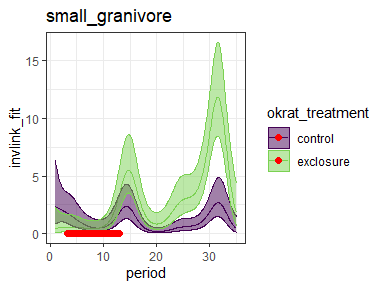 small_granivore
invlink_fit
15
10
5
0
0
10
20
30
period
okrat_treatment
control
exclosure